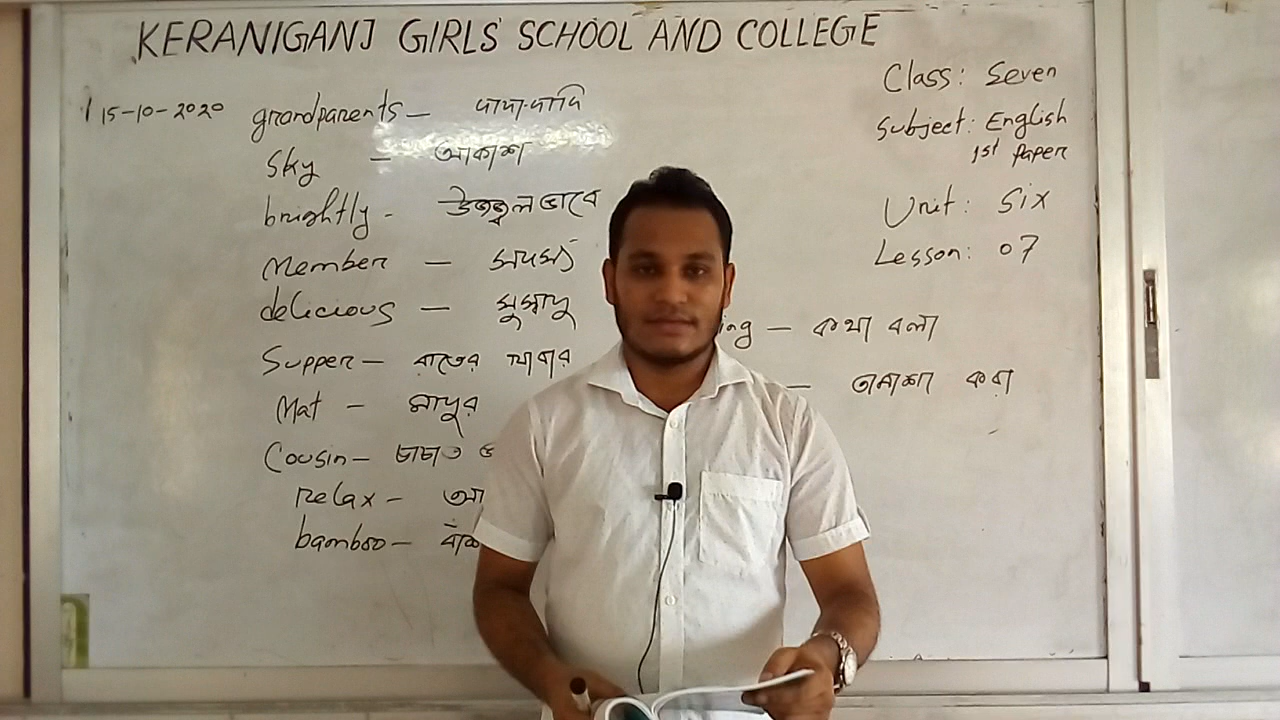 KERANIGANJ GIRLS' SCHOOL AND COLLEGE
15-10-2020
grandparents – দাদা-দাদি
Sky – আকাশ
brightly - উজ্জ্বলভাবে
Member – সদস্য
delicious – সুস্বাদু
Supper – রাতের খাবার
Mat – মাদুর
Cousin – চাচাত
relax -
bamboo –
Class: Seven
Subject: English
1st Paper
Unit: Six
Lesson: 07
ing – কথা বলা
– তামাশা করা